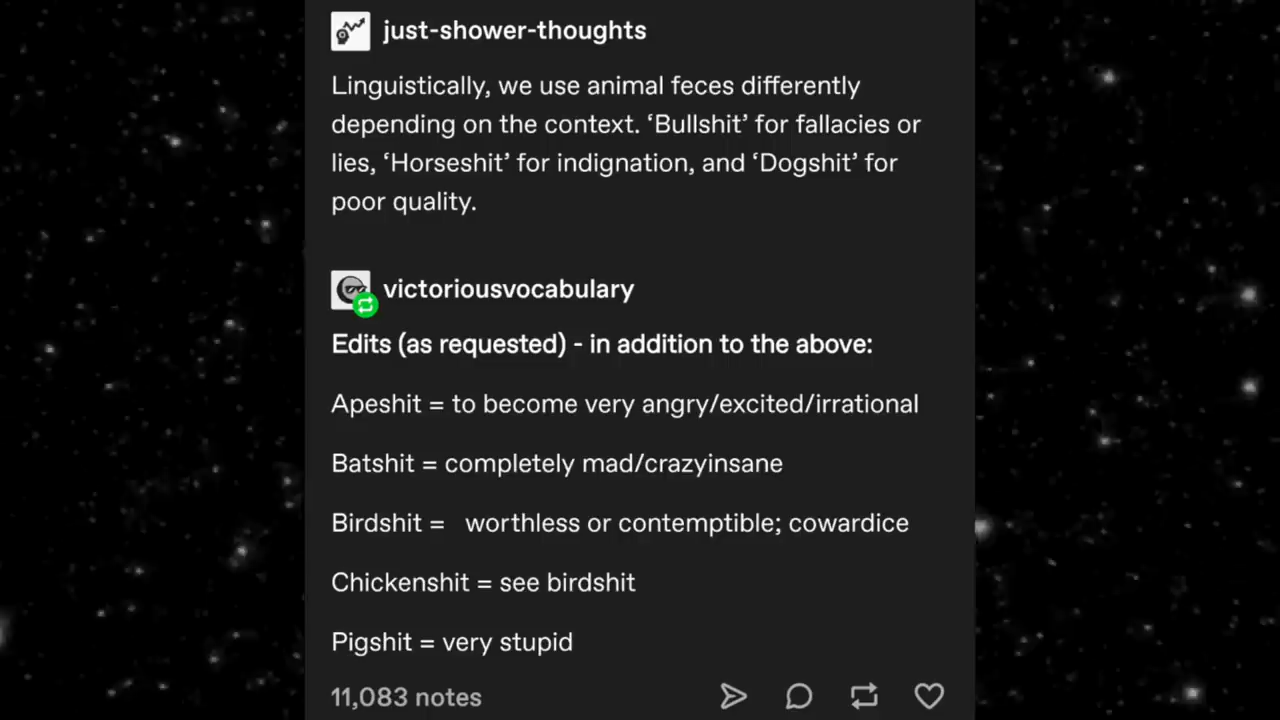 just-shower-thoughts
Linguistically, we use animal feces differently
depending on the context. ‘Bullshit’ for fallacies or
lies, ‘Horseshit’ for indignation, and ‘Dogshit’ for
poor quality.
victoriousvocabulary
Edits (as requested) - in addition to the above:
Apeshit = to become very angry/excited/irrational
Batshit = completely mad/crazyinsane
Birdshit =   worthless or contemptible; cowardice
Chickenshit = see birdshit
Pigshit = very stupid
11,083 notes